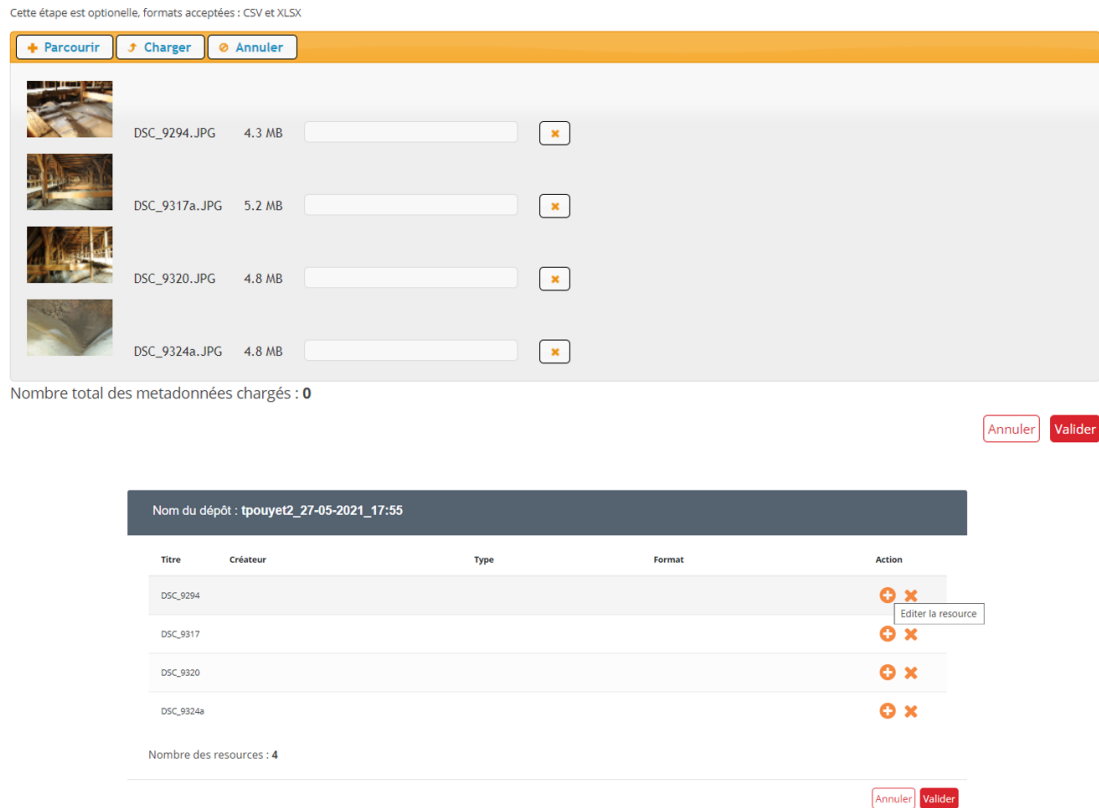 Cette étape est optionelle, formats acceptées : CSV et XLSX
Parcourir Charger Annuler
DSC_9294.JPG 4.3 MB
DSC_9317a.JPG 5.2 MB
DSC_9320.JPG 4.8 MB
DSC_9324a.JPG 4.8 MB
Nombre total des metadonnées chargés : 0
Annuler Valider
Nom du dépôt : tpouyet2_27-05-2021_17:55
Titre Créateur Type Format Action
DSC_9294
Editer la resource
DSC_9317
DSC_9320
DSC_9324a
Nombre des resources : 4
Annuler Valider